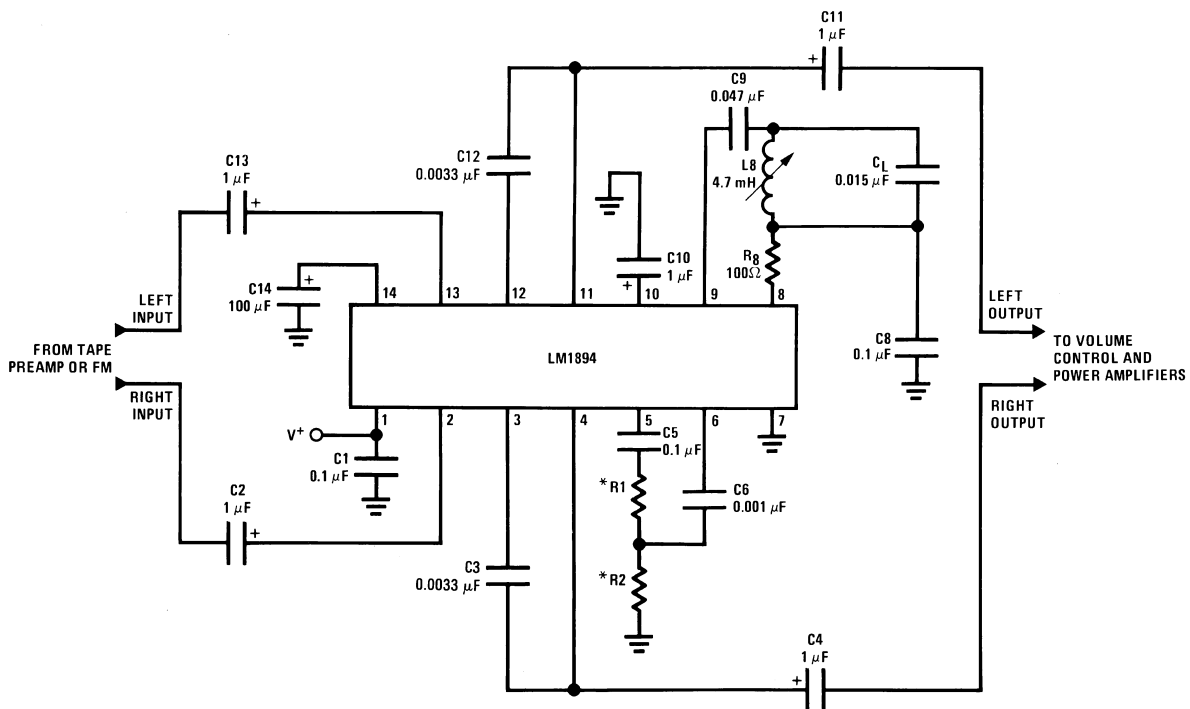 C11
1 μF
+
C9
0.047 μF
C12
0.0033 μF
L8
4.7 mH
CL
0.015 μF
C13
1 μF
+
C10
1 μF
+
R8
100Ω
C14
100 μF
+
14
13
12
11
10
9
8
LEFT
INPUT
LEFT
OUTPUT
FROM TAPE
PREAMP OR FM
LM1894
C8
0.1 μF
TO VOLUME
CONTROL AND
POWER AMPLIFIERS
RIGHT
INPUT
RIGHT
OUTPUT
1
2
3
4
5
6
7
V+
C1
0.1 μF
C5
0.1 μF
*R1
C6
0.001 μF
C2
1 μF
+
C3
0.0033 μF
*R2
C4
1 μF
+